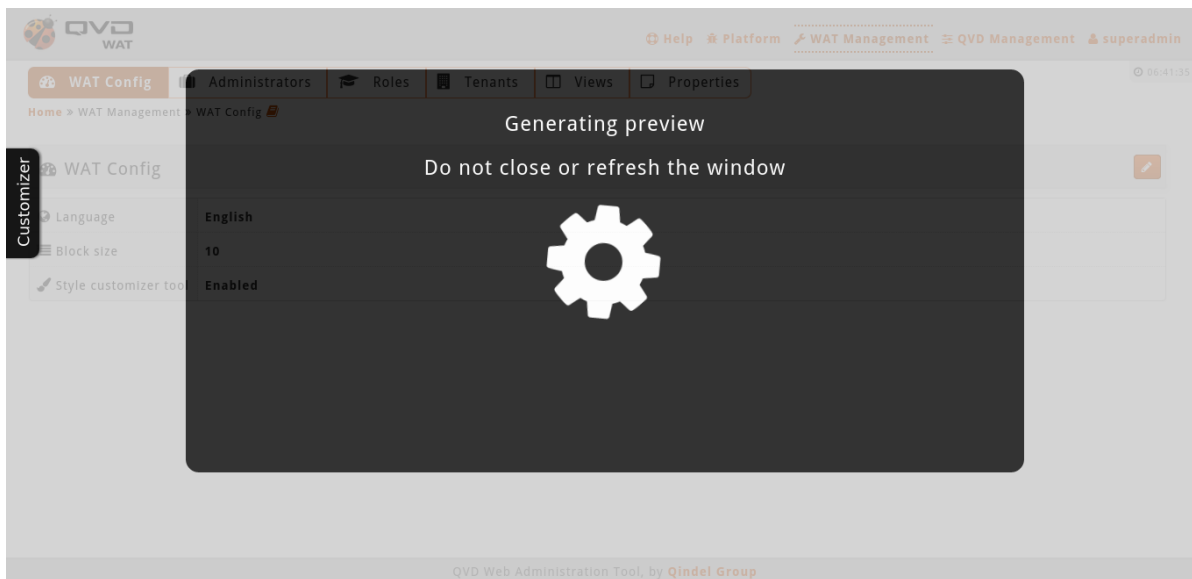 QVD
WAT
Help Platform WAT Management QVD Management superadmin
WAT Config Administrators Roles Tenants Views Properties
06:41:35
Home » WAT Management » WAT Config
Generating preview
Do not close or refresh the window
Customizer
WAT Config
Language English
Block size 10
Style customizer tool Enabled
QVD Web Administration Tool, by Qindel Group